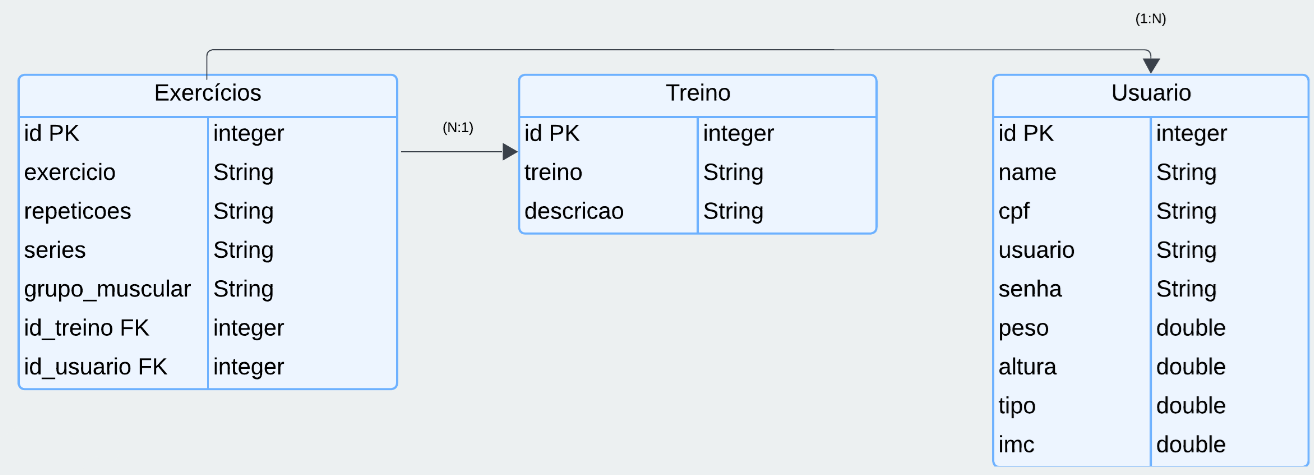 (1:N)
Exercícios
id PK integer
exercicio String
repeticoes String
series String
grupo_muscular String
id_treino FK integer
id_usuario FK integer
(N:1)
Treino
id PK integer
treino String
descricao String
Usuario
id PK integer
name String
cpf String
usuario String
senha String
peso double
altura double
tipo double
imc double